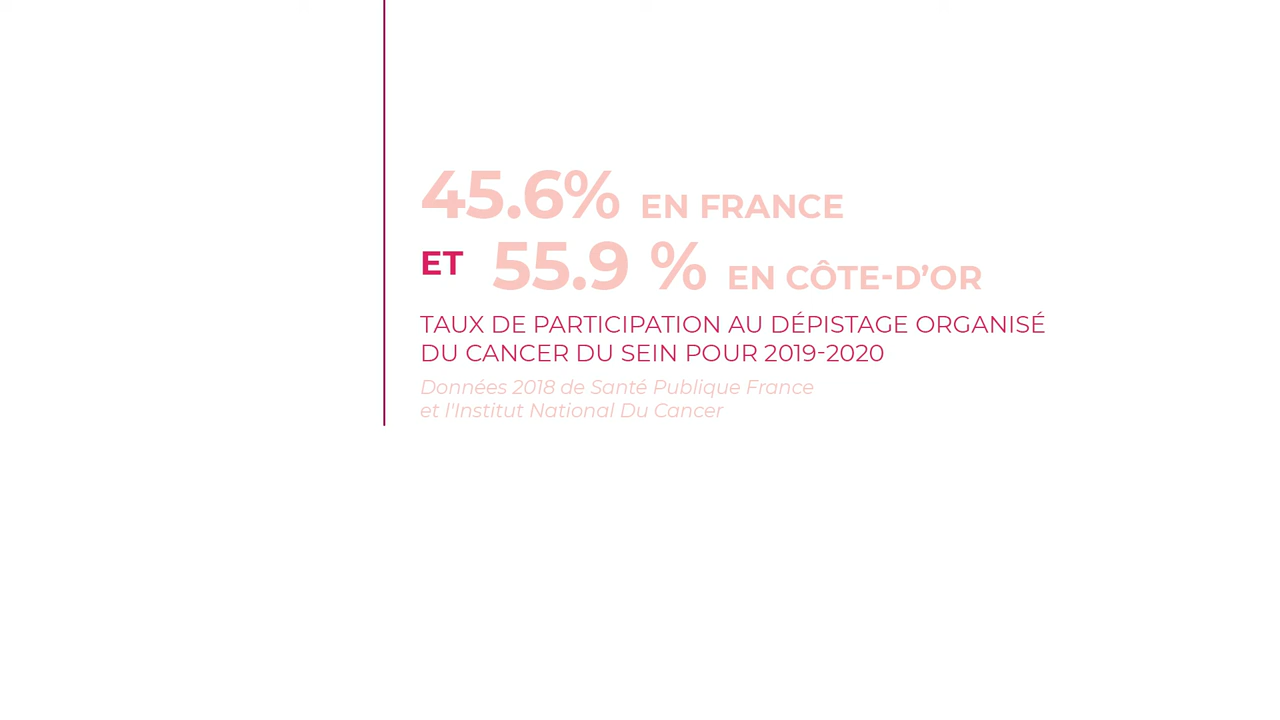 45.6% EN FRANCE
ET 55.9 % EN CÔTE-D’OR
TAUX DE PARTICIPATION AU DÉPISTAGE ORGANISÉ
DU CANCER DU SEIN POUR 2019-2020
Données 2018 de Santé Publique France
et l'Institut National Du Cancer